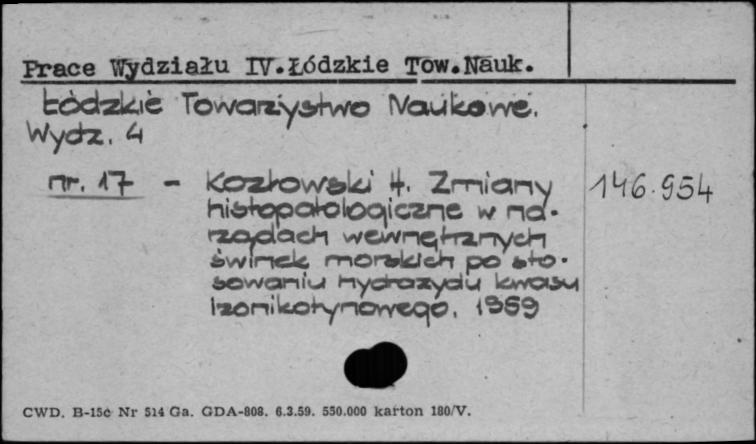 Prace Wydziału IV. Łódzkie Tow. Nauk.
Łódzkie Towarzystwo Naukowe.
Wydz. 4
nr. 17 - Kozłowski H. Zmiany 146.954
histopatologiczne w na-
rządach wewnętrznych
świnek morskich po sto-
sowaniu hydrazydu kwasu
Izonikotynowego. 1959
CWD. B-15c Nr 514 Ga. GDA-808. 6.3.59. 550.000 karton 180/V.